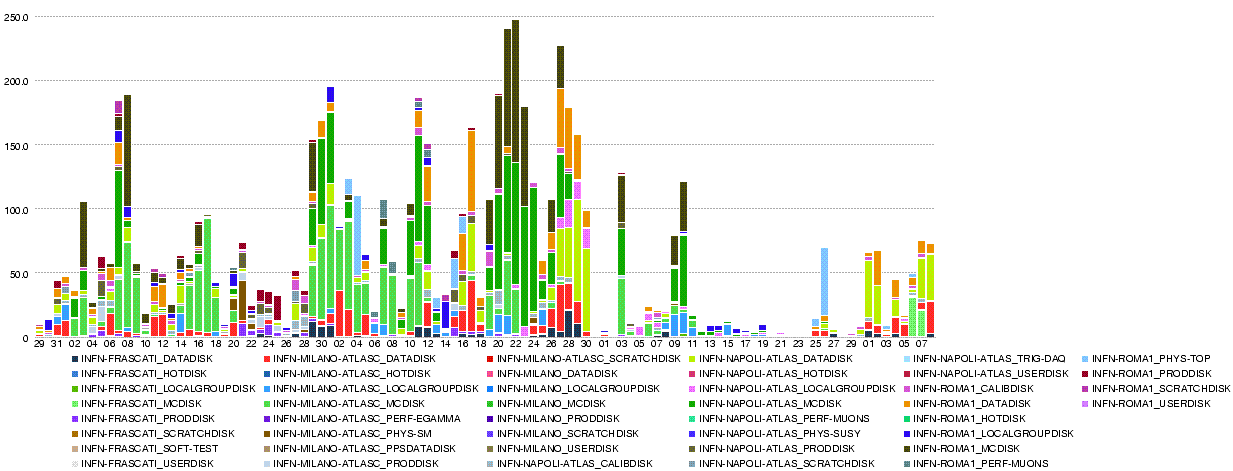 250.0
200.0
150.0
100.0
50.0
0
29 31 02 04 06 08 10 12 14 16 18 20 22 24 26 28 30 02 04 06 08 10 12 14 16 18 20 22 24 26 28 30 01 03 05 07 09 11 13 15 17 19 21 23 25 27 29 01 03 05 07
INFN-FRASCATI_DATADISK INFN-MILANO-ATLASC_DATADISK INFN-MILANO-ATLASC_SCRATCHDISK INFN-NAPOLI-ATLAS_DATADISK INFN-NAPOLI-ATLAS_TRIG-DAQ INFN-ROMA1_PHYS-TOP
INFN-FRASCATI_HOTDISK INFN-MILANO-ATLASC_HOTDISK INFN-MILANO_DATADISK INFN-NAPOLI-ATLAS_HOTDISK INFN-NAPOLI-ATLAS_USERDISK INFN-ROMA1_PRODDISK
INFN-FRASCATI_LOCALGROUPDISK INFN-MILANO-ATLASC_LOCALGROUPDISK INFN-MILANO_LOCALGROUPDISK INFN-NAPOLI-ATLAS_LOCALGROUPDISK INFN-ROMA1_CALIBDISK INFN-ROMA1_SCRATCHDISK
INFN-FRASCATI_MCDISK INFN-MILANO-ATLASC_MCDISK INFN-MILANO_MCDISK INFN-NAPOLI-ATLAS_MCDISK INFN-ROMA1_DATADISK INFN-ROMA1_USERDISK
INFN-FRASCATI_PRODDISK INFN-MILANO-ATLASC_PERF-EGAMMA INFN-MILANO_PRODDISK INFN-NAPOLI-ATLAS_PERF-MUONS INFN-ROMA1_HOTDISK
INFN-FRASCATI_SCRATCHDISK INFN-MILANO-ATLASC_PHYS-SM INFN-MILANO_SCRATCHDISK INFN-NAPOLI-ATLAS_PHYS-SUSY INFN-ROMA1_LOCALGROUPDISK
INFN-FRASCATI_SOFT-TEST INFN-MILANO-ATLASC_PPSDATADISK INFN-MILANO_USERDISK INFN-NAPOLI-ATLAS_PRODDISK INFN-ROMA1_MCDISK
INFN-FRASCATI_USERDISK INFN-MILANO-ATLASC_PRODDISK INFN-NAPOLI-ATLAS_CALIBDISK INFN-NAPOLI-ATLAS_SCRATCHDISK INFN-ROMA1_PERF-MUONS